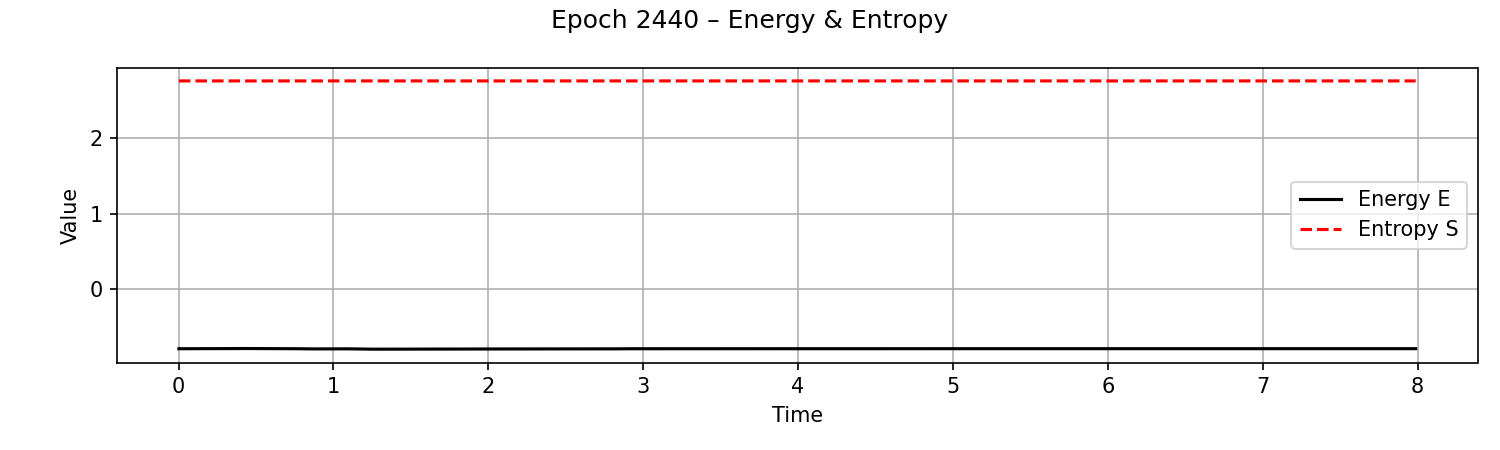 Epoch 2440 – Energy & Entropy
Value
2
1
0
Energy E
Entropy S
0 1 2 3 4 5 6 7 8
Time